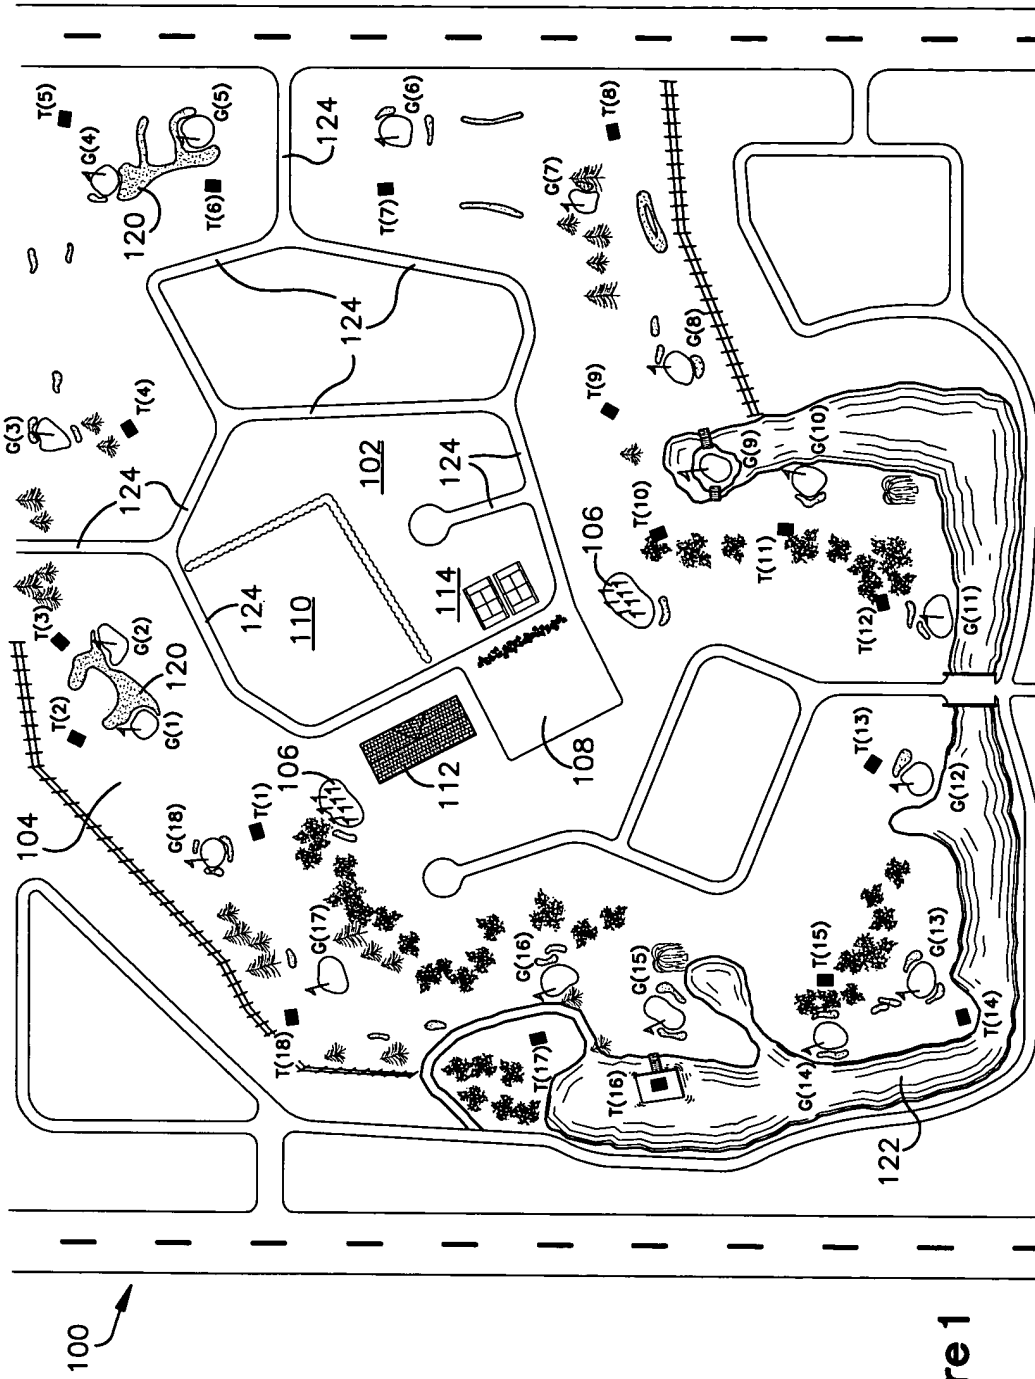 G(3)
104
T(3)
T(5)
T(2)
100
G(4)
124
120
G(2)
T(4)
G(1)
120
G(18)
T(6)
G(5)
124
T(1)
T(18)
106
G(17)
110
124
124
102
T(7)
G(6)
112
114
124
G(16)
T(17)
G(7)
108
106
T(9)
T(8)
T(16)
G(15)
T(10)
G(8)
G(9)
T(11)
G(14)
G(10)
T(15)
T(13)
T(12)
122
G(13)
G(12)
G(11)
T(14)
re 1